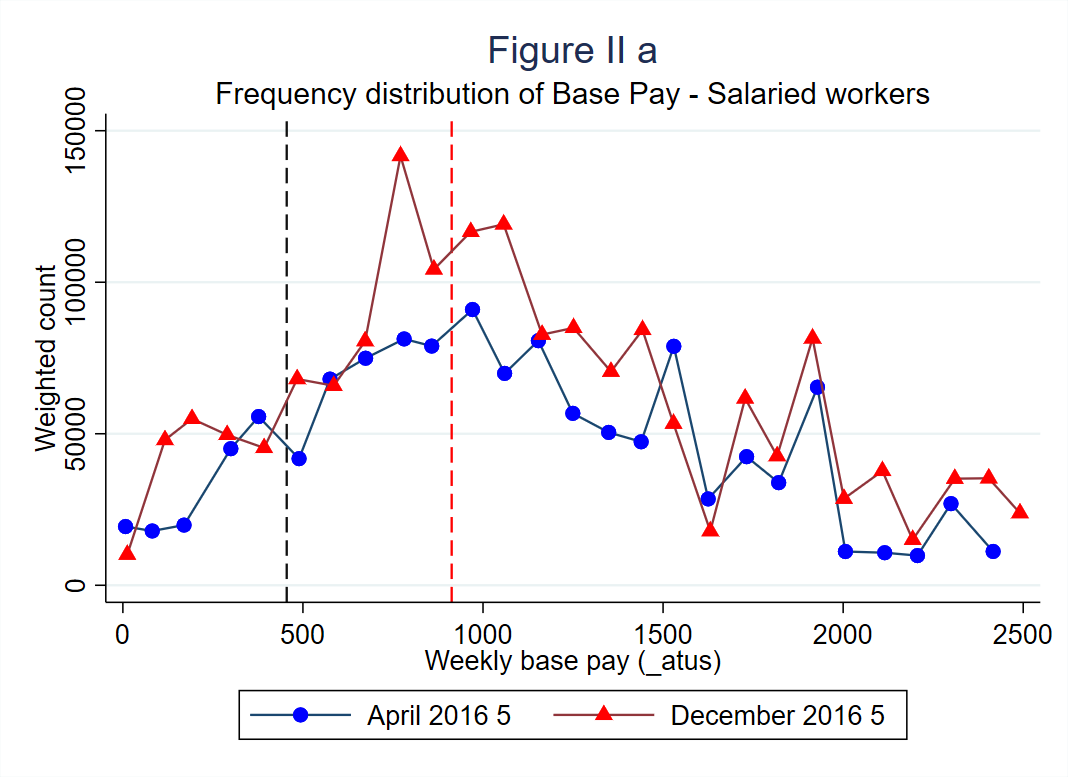 Figure II a
Frequency distribution of Base Pay - Salaried workers
150000
100000
50000
0
Weighted count
0 500 1000 1500 2000 2500
Weekly base pay (_atus)
April 2016 5 December 2016 5